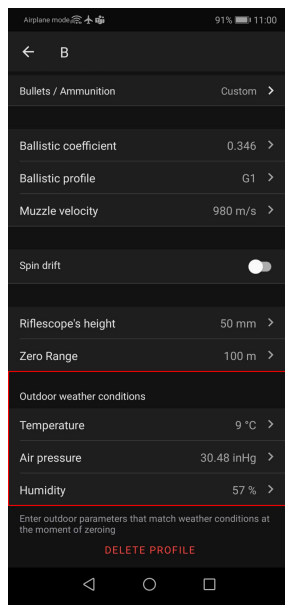 Airplane mode 91% 11:00
B
Bullets / Ammunition Custom
Ballistic coefficient 0.346
Ballistic profile G1
Muzzle velocity 980 m/s
Spin drift
Riflescope's height 50 mm
Zero Range 100 m
Outdoor weather conditions
Temperature 9 °C
Air pressure 30.48 inHg
Humidity 57 %
Enter outdoor parameters that match weather conditions at
the moment of zeroing
DELETE PROFILE